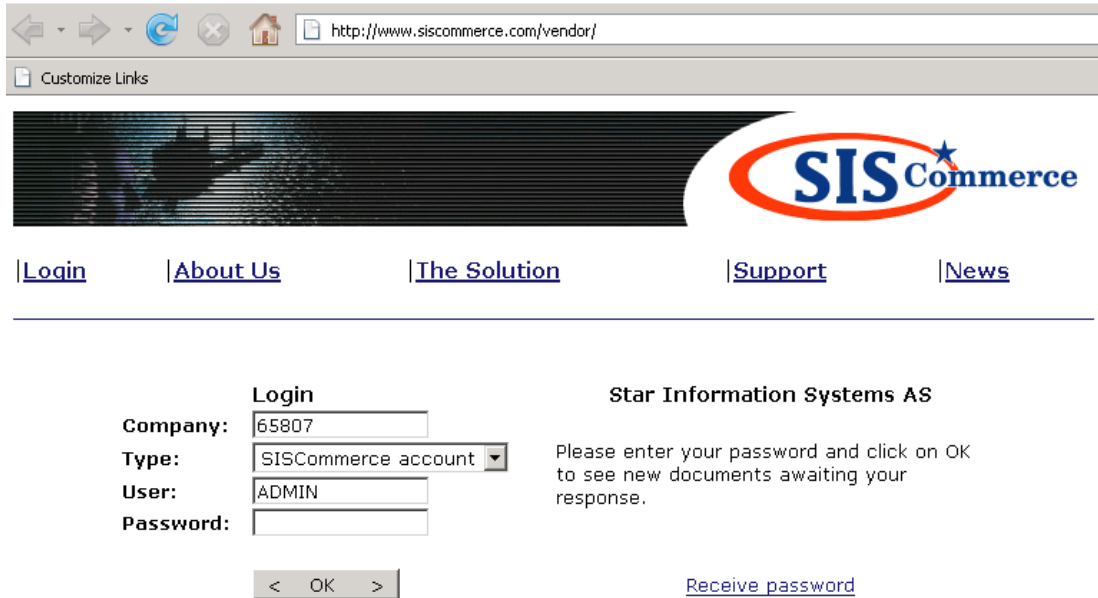 http://www.siscommerce.com/vendor/
Customize Links
SIS Commerce
|Login |About Us |The Solution |Support |News
Login
Company: 65807
Type: SISCommerce account
User: ADMIN
Password:
< OK >
Star Information Systems AS
Please enter your password and click on OK
to see new documents awaiting your
response.
Receive password